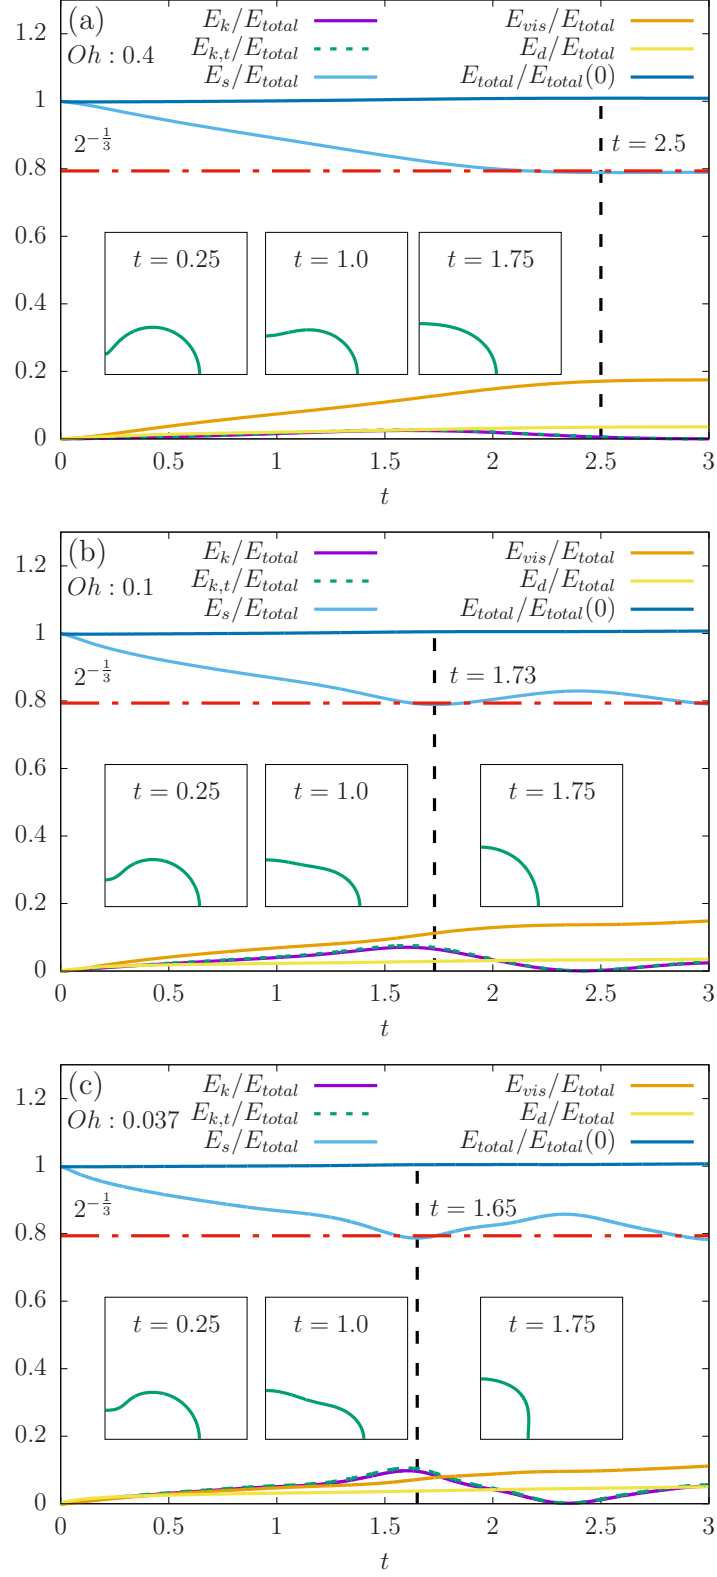 (a)
Oh : 0.4
E_k/E_total
E_{k,t}/E_total
E_s/E_total
E_vis/E_total
E_d/E_total
E_total/E_total(0)
1.2
1
0.8
0.6
0.4
0.2
0
2^{-1/3}
t = 2.5
t = 0.25
t = 1.0
t = 1.75
0 0.5 1 1.5 2 2.5 3
t
(b)
Oh : 0.1
E_k/E_total
E_{k,t}/E_total
E_s/E_total
E_vis/E_total
E_d/E_total
E_total/E_total(0)
1.2
1
0.8
0.6
0.4
0.2
0
2^{-1/3}
t = 1.73
t = 0.25
t = 1.0
t = 1.75
0 0.5 1 1.5 2 2.5 3
t
(c)
Oh : 0.037
E_k/E_total
E_{k,t}/E_total
E_s/E_total
E_vis/E_total
E_d/E_total
E_total/E_total(0)
1.2
1
0.8
0.6
0.4
0.2
0
2^{-1/3}
t = 1.65
t = 0.25
t = 1.0
t = 1.75
0 0.5 1 1.5 2 2.5 3
t